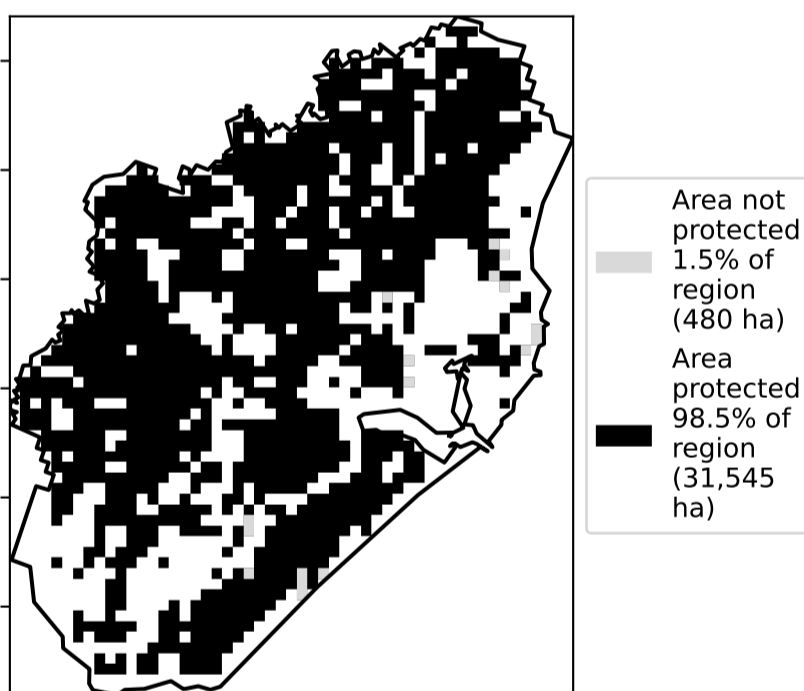 Area not
protected
1.5% of
region
(480 ha)
Area
protected
98.5% of
region
(31,545
ha)